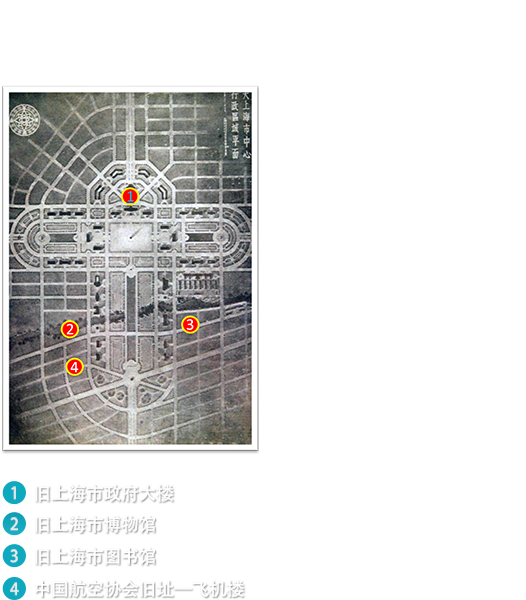 大上海市中心
行政區域平面
1
2
3
4
1 旧上海市政府大楼
2 旧上海市博物馆
3 旧上海市图书馆
4 中国航空协会旧址—飞机楼